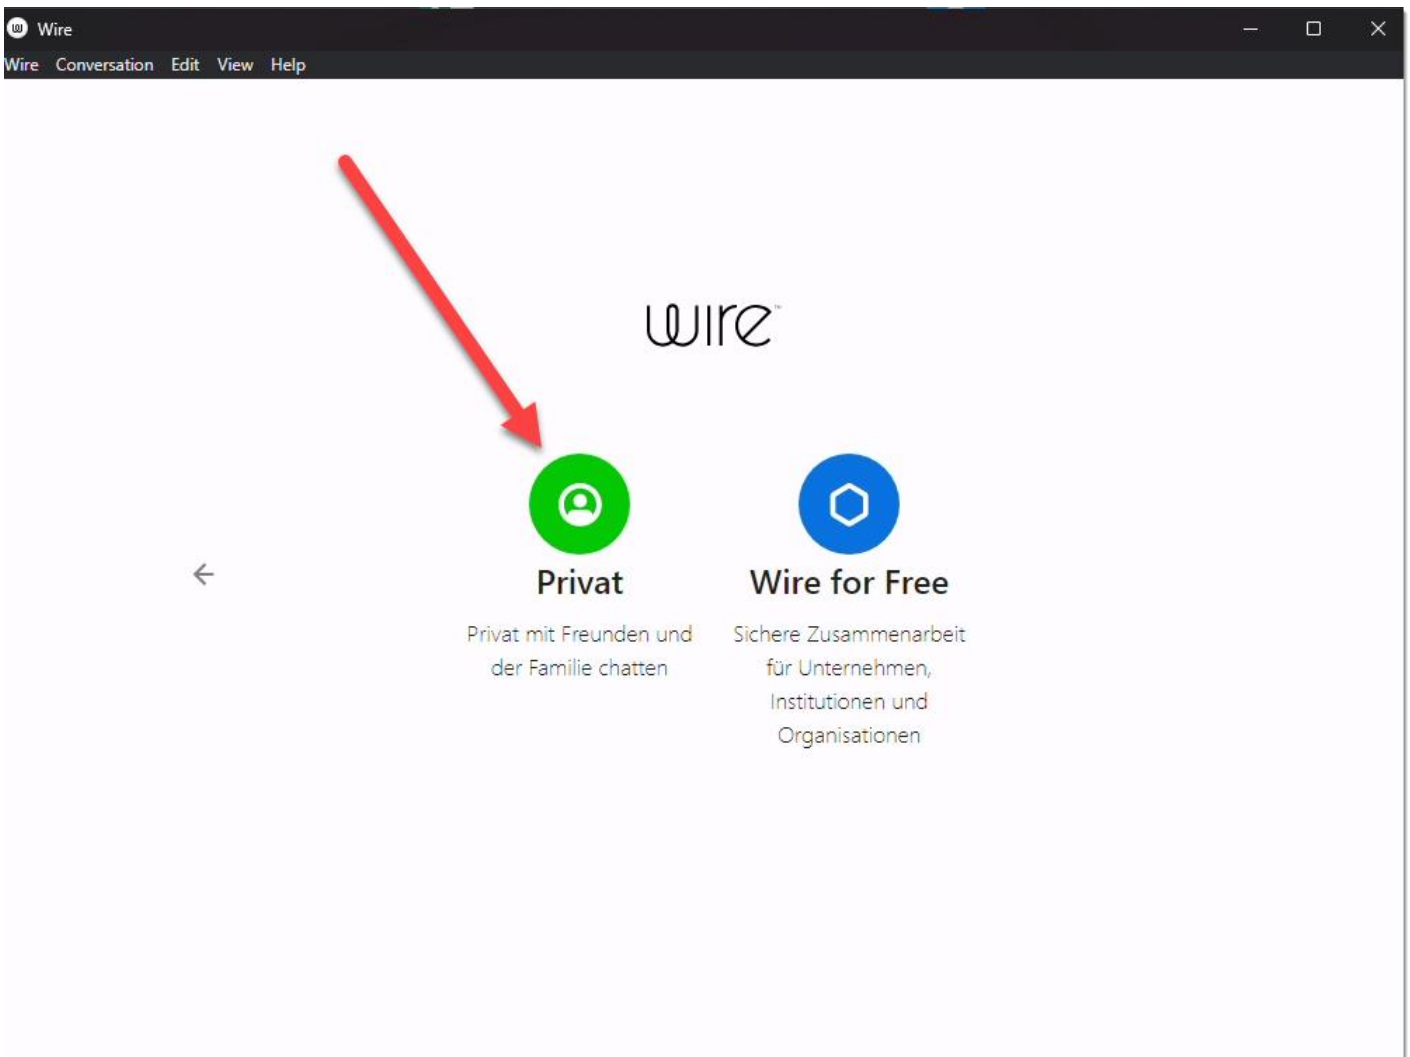 Wire
Wire Conversation Edit View Help
wire™
Privat
Privat mit Freunden und
der Familie chatten
Wire for Free
Sichere Zusammenarbeit
für Unternehmen,
Institutionen und
Organisationen